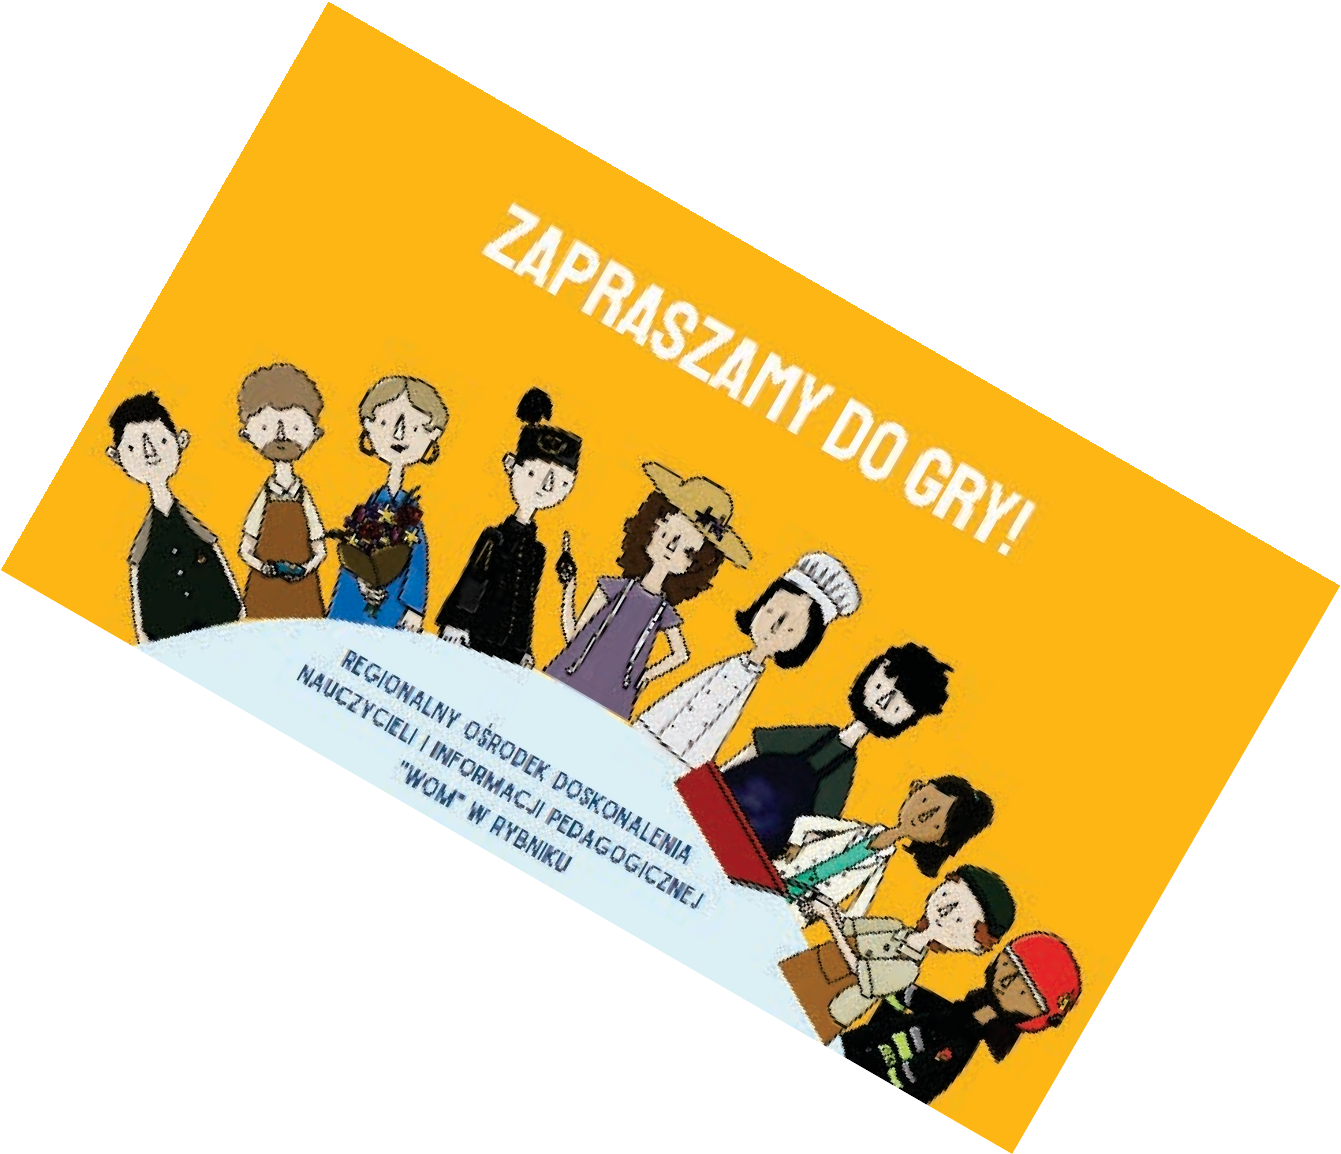 ZAPRASZAMY DO GRY!
REGIONALNY OŚRODEK DOSKONALENIA
NAUCZYCIELI I INFORMACJI PEDAGOGICZNEJ
"WOM" W RYBNIKU